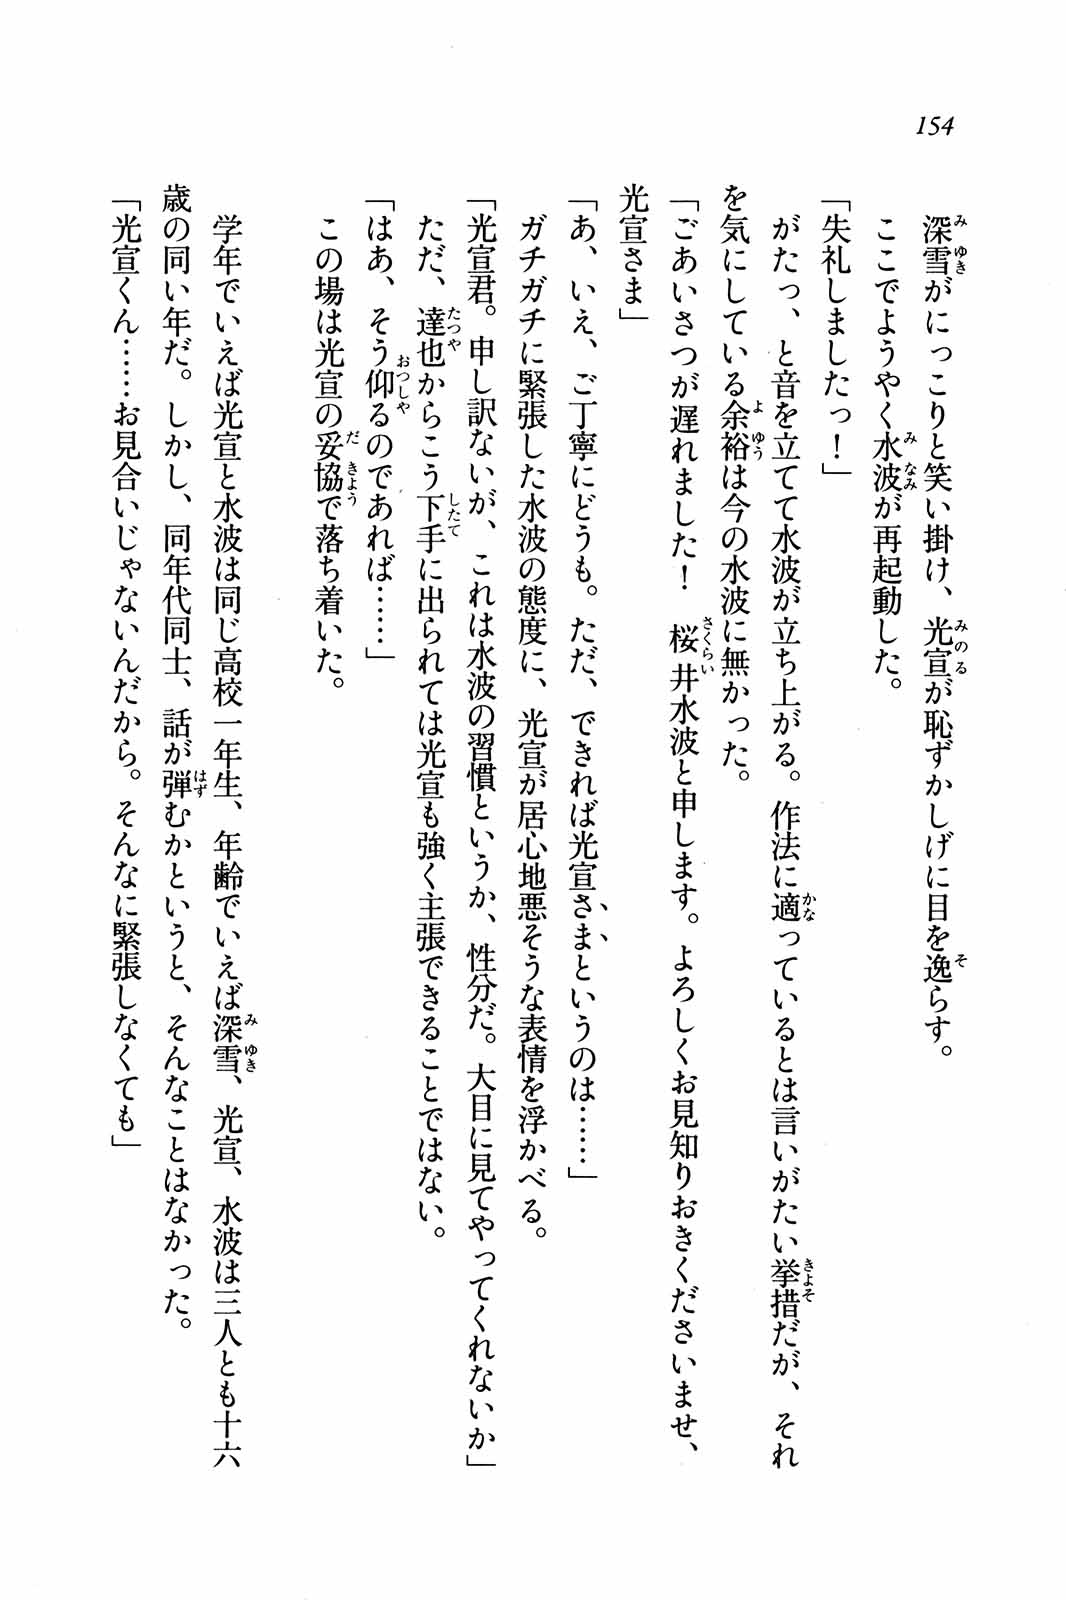 154
深雪がにっこりと笑い掛け、光宣が恥ずかしげに目を逸らす。
ここでようやく水波が再起動した。
「失礼しましたっ！」
がたっ、と音を立てて水波が立ち上がる。作法に適っているとは言いがたい挙措だが、それ
を気にしている余裕は今の水波に無かった。
「ごあいさつが遅れました！　桜井水波と申します。よろしくお見知りおきくださいませ、
光宣さま」
「あ、いえ、ご丁寧にどうも。ただ、できれば光宣さまというのは……」
ガチガチに緊張した水波の態度に、光宣が居心地悪そうな表情を浮かべる。
「光宣君。申し訳ないが、これは水波の習慣というか、性分だ。大目に見てやってくれないか」
ただ、達也からこう下手に出られては光宣も強く主張できることではない。
「はあ、そう仰るのであれば……」
この場は光宣の妥協で落ち着いた。
学年でいえば光宣と水波は同じ高校一年生、年齢でいえば深雪、光宣、水波は三人とも十六
歳の同い年だ。しかし、同年代同士、話が弾むかというと、そんなことはなかった。
「光宣くん……お見合いじゃないんだから。そんなに緊張しなくても」